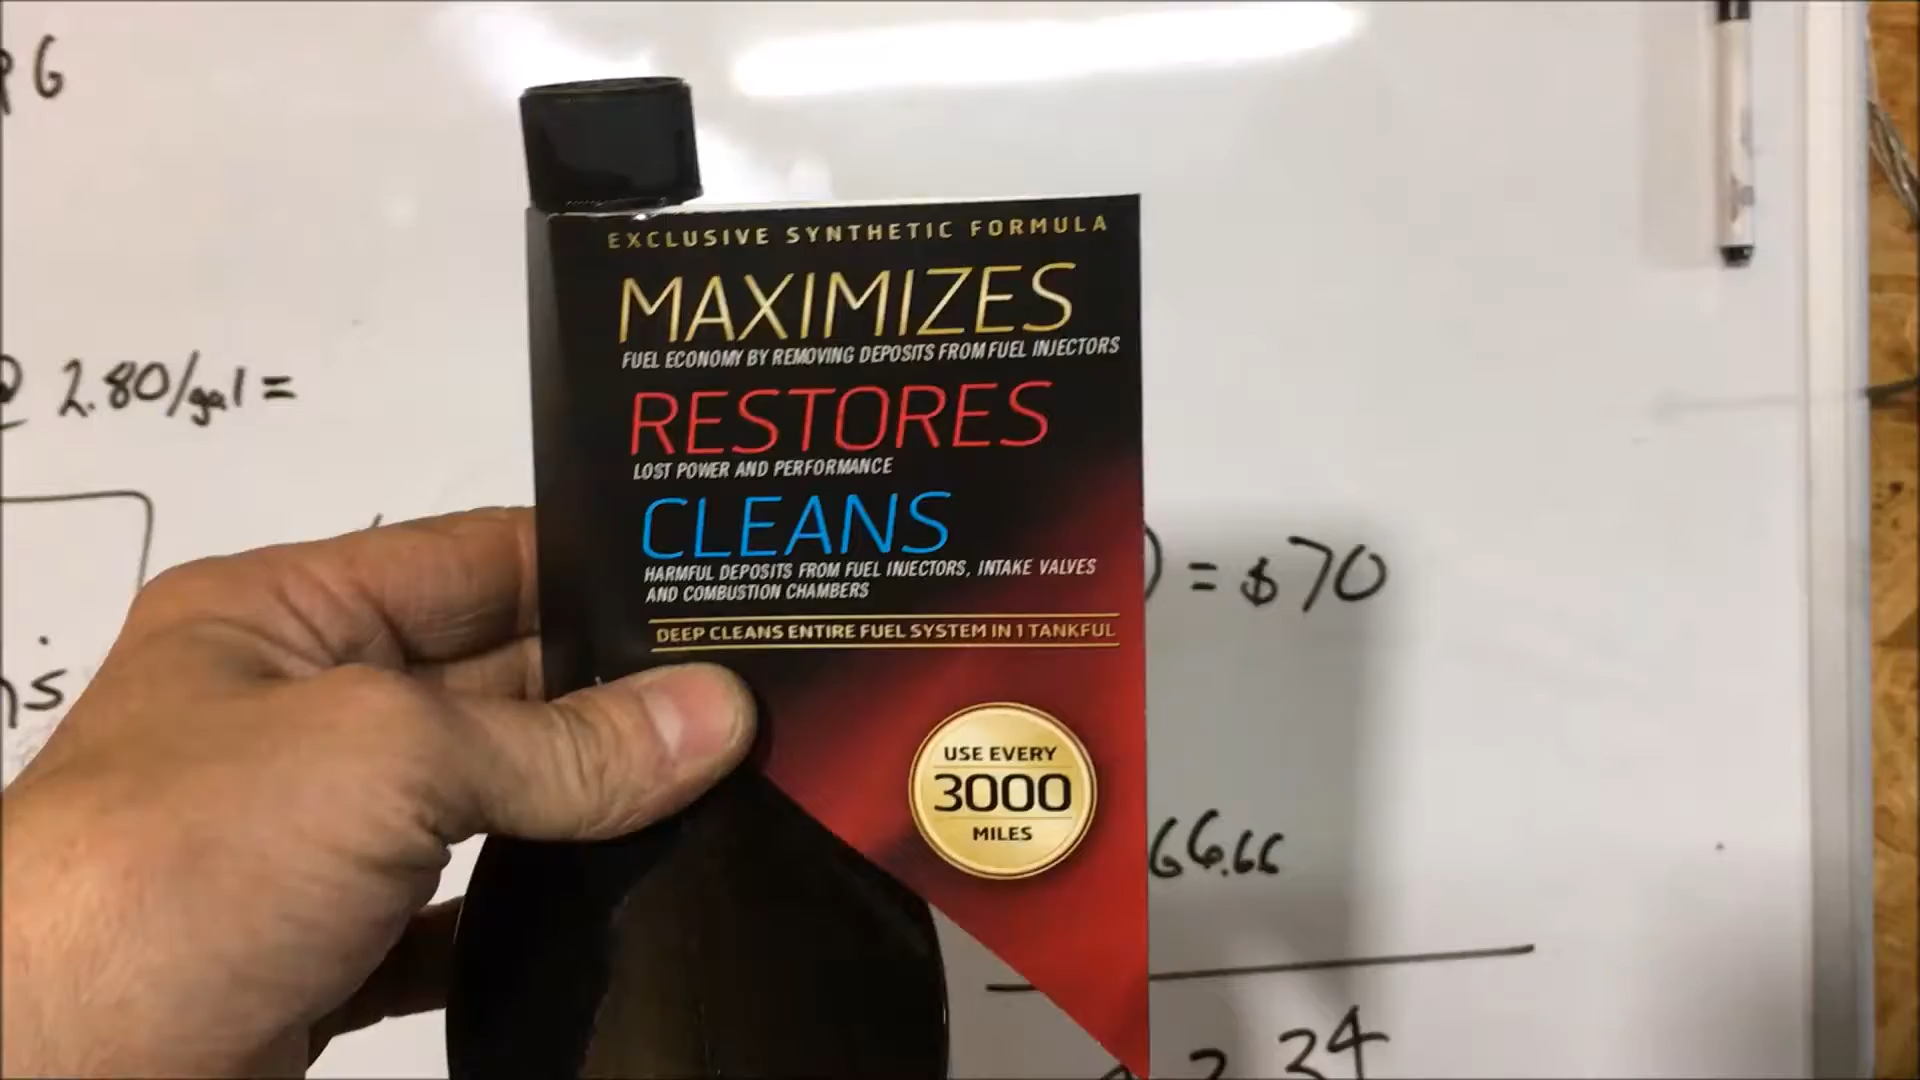 EXCLUSIVE SYNTHETIC FORMULA
MAXIMIZES
FUEL ECONOMY BY REMOVING DEPOSITS FROM FUEL INJECTORS
RESTORES
LOST POWER AND PERFORMANCE
CLEANS
HARMFUL DEPOSITS FROM FUEL INJECTORS, INTAKE VALVES
AND COMBUSTION CHAMBERS
DEEP CLEANS ENTIRE FUEL SYSTEM IN 1 TANKFUL
USE EVERY
3000
MILES
G
2.80/gal =
) = $70
66.66
2.34